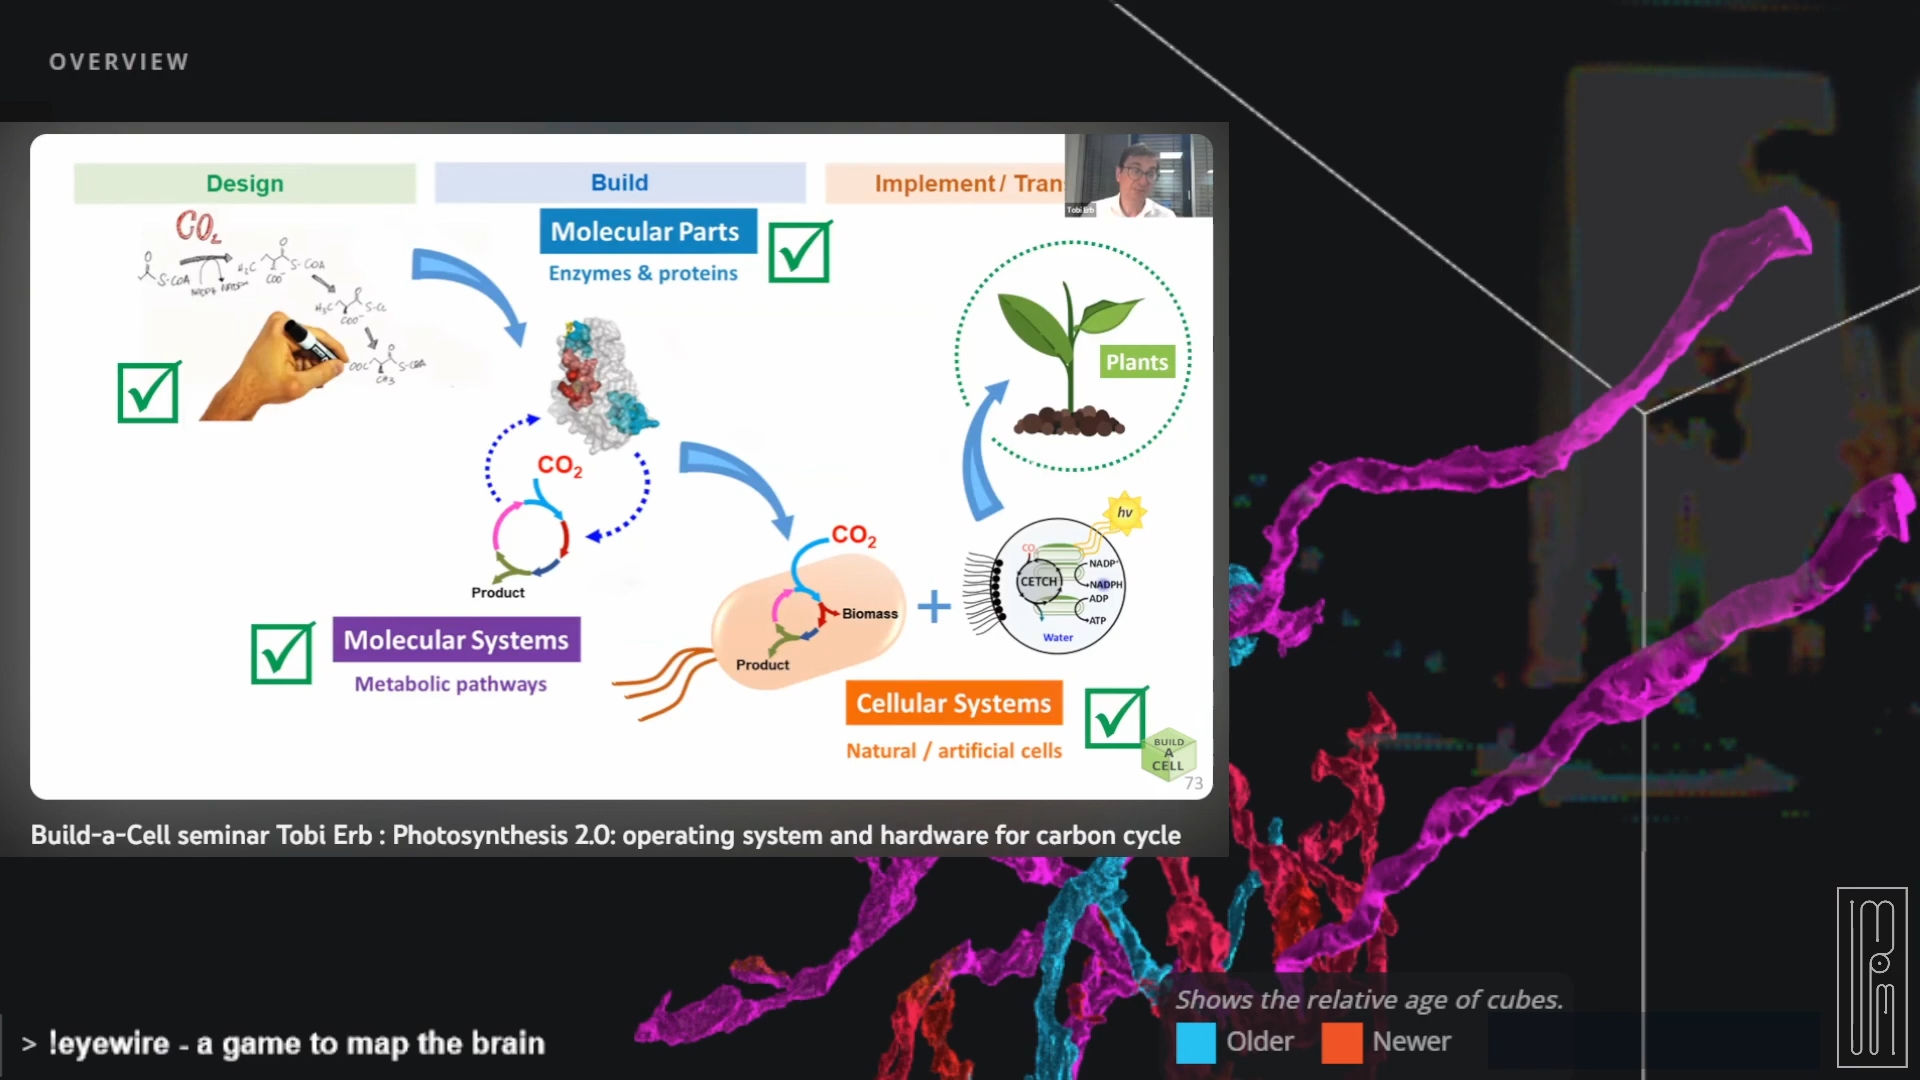 OVERVIEW
Design
Build
Implement / Tran
Tobi Erb
CO2
Molecular Parts
Enzymes & proteins
Plants
CO2
Product
CO2
Biomass
Product
+
hv
CO2
CETCH
NADP+
NADPH
ADP
ATP
Water
Molecular Systems
Metabolic pathways
Cellular Systems
Natural / artificial cells
BUILD
A
CELL
73
Build-a-Cell seminar Tobi Erb : Photosynthesis 2.0: operating system and hardware for carbon cycle
> !eyewire - a game to map the brain
Shows the relative age of cubes.
Older
Newer